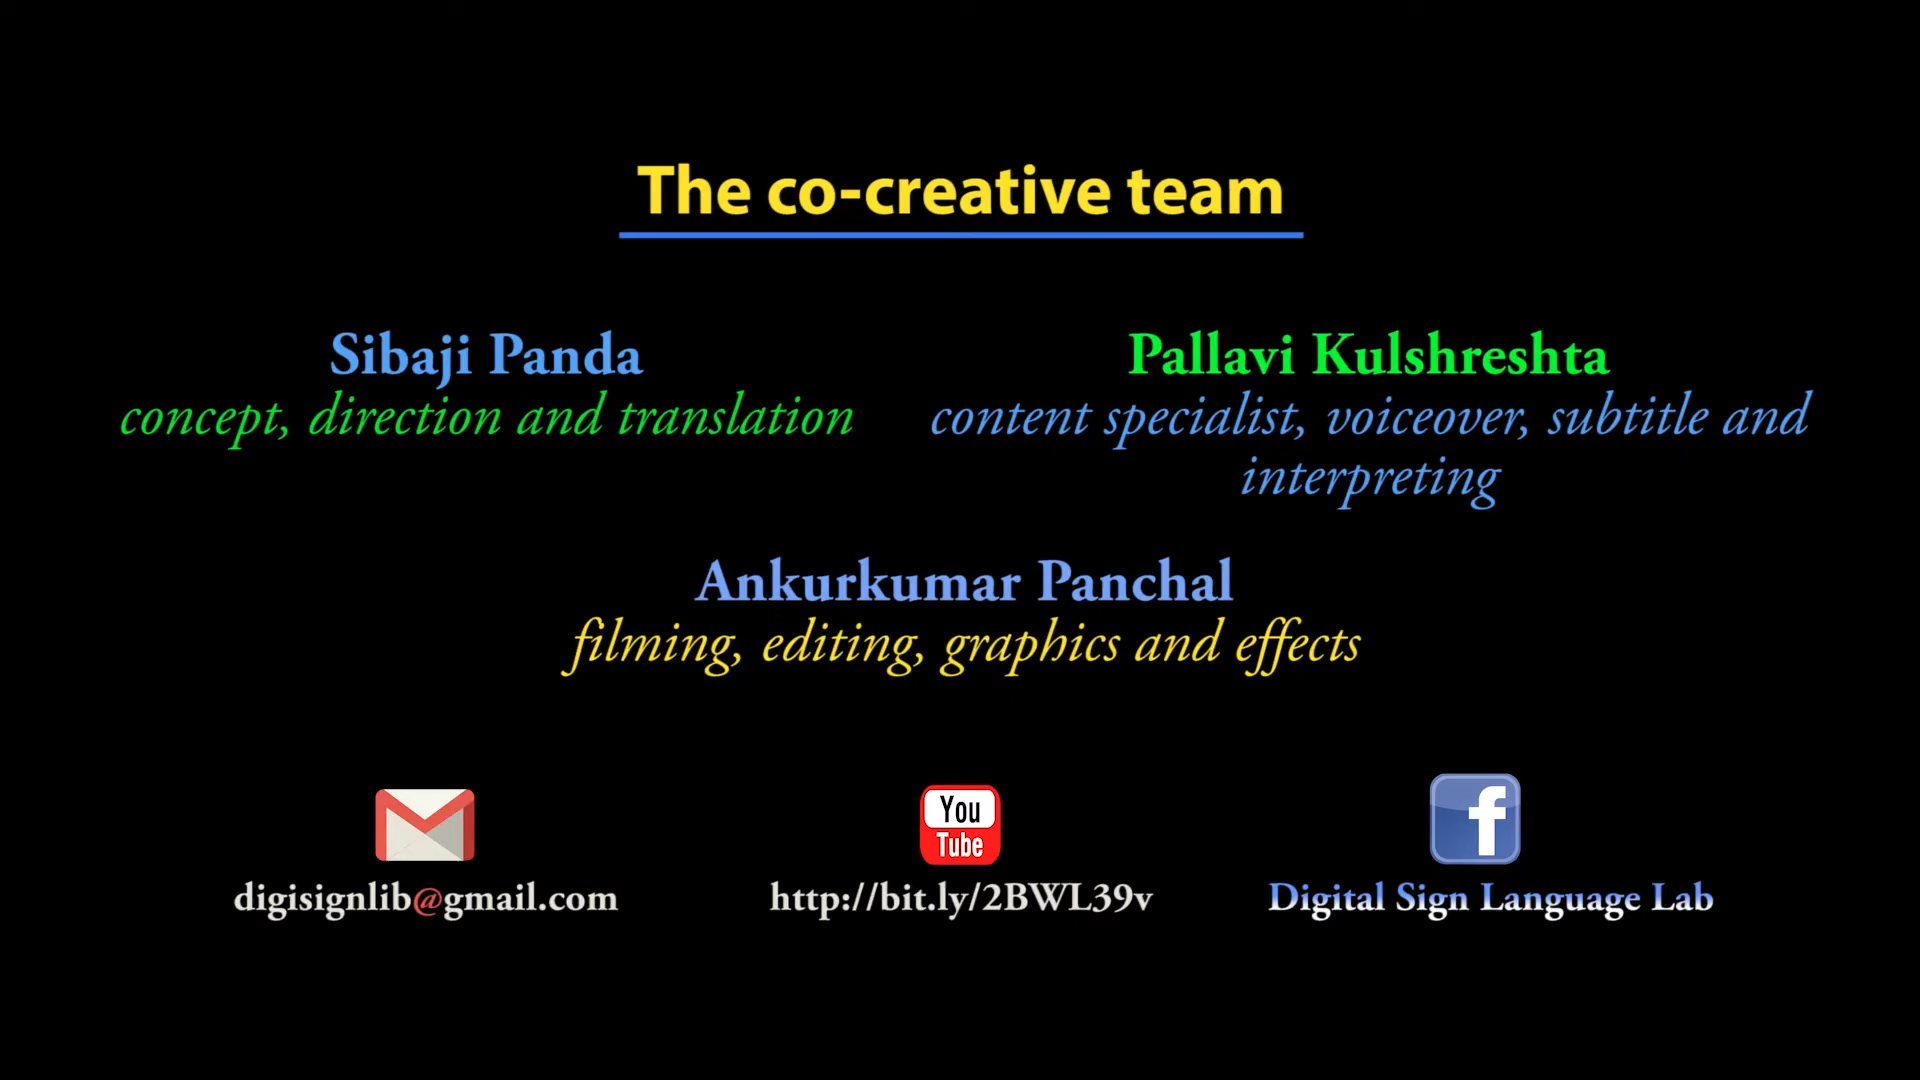 The co-creative team
Sibaji Panda
concept, direction and translation
Pallavi Kulshreshta
content specialist, voiceover, subtitle and
interpreting
Ankurkumar Panchal
filming, editing, graphics and effects
You
Tube
f
digisignlib@gmail.com
http://bit.ly/2BWL39v
Digital Sign Language Lab